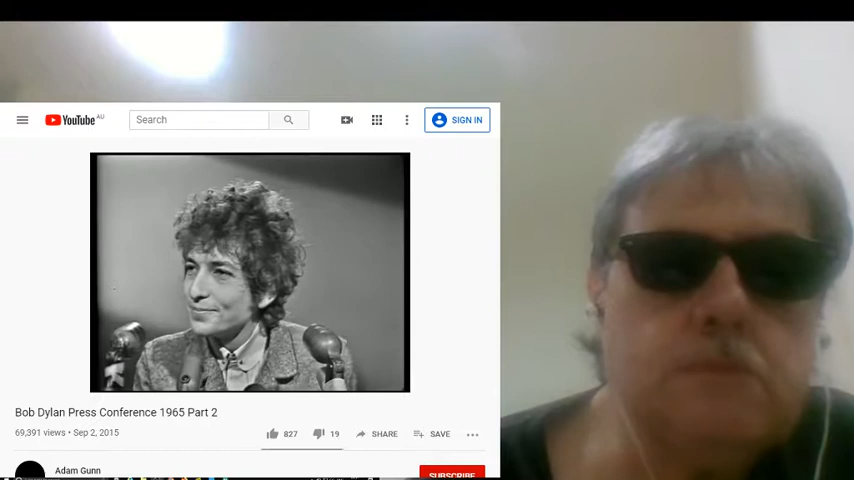 YouTube AU
Search
SIGN IN
Bob Dylan Press Conference 1965 Part 2
69,391 views • Sep 2, 2015
827
19
SHARE
SAVE
Adam Gunn
SUBSCRIBE